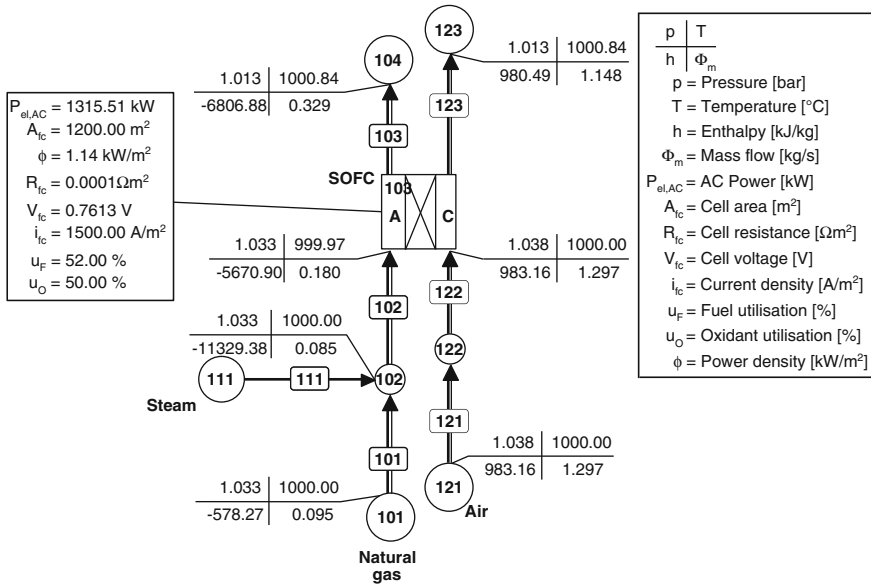 123
104
1.013 1000.84
-6806.88 0.329
1.013 1000.84
980.49 1.148
123
103
SOFC
103
A
C
P_el,AC = 1315.51 kW
A_fc = 1200.00 m²
ϕ = 1.14 kW/m²
R_fc = 0.0001Ωm²
V_fc = 0.7613 V
i_fc = 1500.00 A/m²
u_F = 52.00 %
u_O = 50.00 %
1.033 999.97
-5670.90 0.180
1.038 1000.00
983.16 1.297
102
122
1.033 1000.00
-11329.38 0.085
122
111
111
102
Steam
121
101
1.038 1000.00
983.16 1.297
1.033 1000.00
-578.27 0.095
121
Air
101
Natural
gas
p T
h Φ_m
p = Pressure [bar]
T = Temperature [°C]
h = Enthalpy [kJ/kg]
Φ_m = Mass flow [kg/s]
P_el,AC = AC Power [kW]
A_fc = Cell area [m²]
R_fc = Cell resistance [Ωm²]
V_fc = Cell voltage [V]
i_fc = Current density [A/m²]
u_F = Fuel utilisation [%]
u_O = Oxidant utilisation [%]
ϕ = Power density [kW/m²]